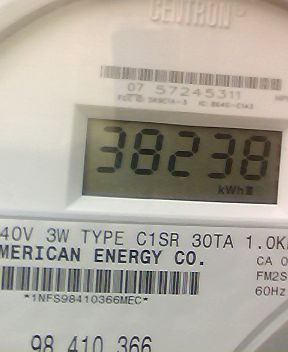 CENTRON®
07 57245311
38238
kWh
40V 3W TYPE C1SR 30TA 1.0K
MERICAN ENERGY CO.
CA 0
FM2S
60Hz
*1NFS98410366MEC*
98 410 366